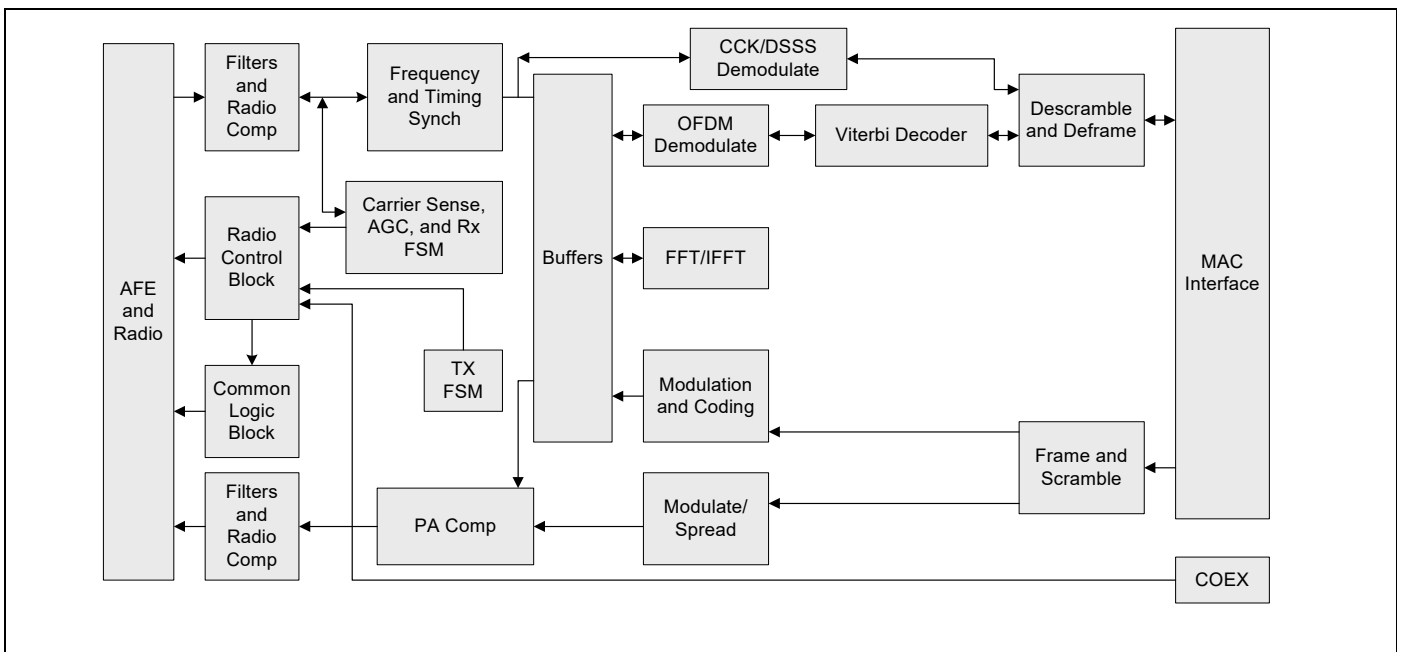 Filters
and
Radio
Comp
Frequency
and Timing
Synch
CCK/DSSS
Demodulate
OFDM
Demodulate
Viterbi Decoder
Descramble
and Deframe
Carrier Sense,
AGC, and Rx
FSM
Radio
Control
Block
Buffers
FFT/IFFT
MAC
Interface
AFE
and
Radio
TX
FSM
Common
Logic
Block
Modulation
and Coding
Frame and
Scramble
Filters
and
Radio
Comp
PA Comp
Modulate/
Spread
COEX